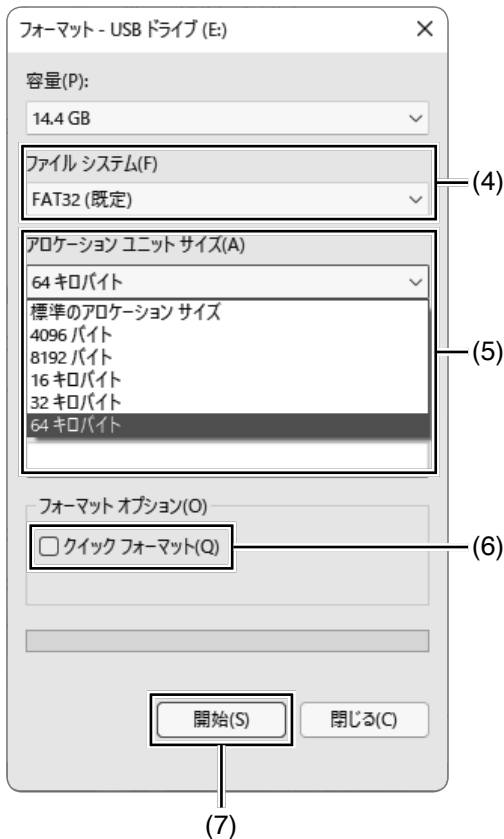 フォーマット - USB ドライブ (E:)
容量(P):
14.4 GB
ファイル システム(F)
FAT32 (既定)
(4)
アロケーション ユニット サイズ(A)
64 キロバイト
標準のアロケーション サイズ
4096 バイト
8192 バイト
16 キロバイト
32 キロバイト
64 キロバイト
(5)
フォーマット オプション(O)
クイック フォーマット(Q)
(6)
開始(S)
閉じる(C)
(7)